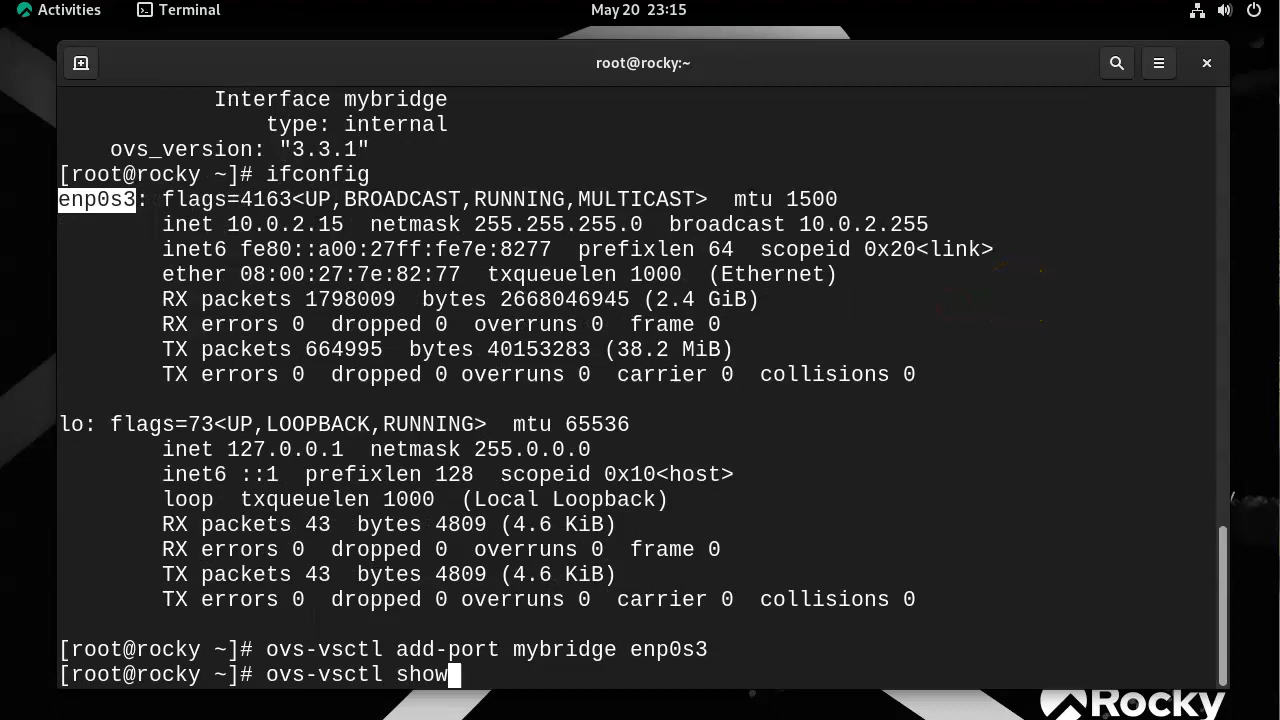 Activities Terminal May 20 23:15
root@rocky:~
Interface mybridge
type: internal
ovs_version: "3.3.1"
[root@rocky ~]# ifconfig
enp0s3: flags=4163<UP,BROADCAST,RUNNING,MULTICAST> mtu 1500
inet 10.0.2.15 netmask 255.255.255.0 broadcast 10.0.2.255
inet6 fe80::a00:27ff:fe7e:8277 prefixlen 64 scopeid 0x20<link>
ether 08:00:27:7e:82:77 txqueuelen 1000 (Ethernet)
RX packets 1798009 bytes 2668046945 (2.4 GiB)
RX errors 0 dropped 0 overruns 0 frame 0
TX packets 664995 bytes 40153283 (38.2 MiB)
TX errors 0 dropped 0 overruns 0 carrier 0 collisions 0
lo: flags=73<UP,LOOPBACK,RUNNING> mtu 65536
inet 127.0.0.1 netmask 255.0.0.0
inet6 ::1 prefixlen 128 scopeid 0x10<host>
loop txqueuelen 1000 (Local Loopback)
RX packets 43 bytes 4809 (4.6 KiB)
RX errors 0 dropped 0 overruns 0 frame 0
TX packets 43 bytes 4809 (4.6 KiB)
TX errors 0 dropped 0 overruns 0 carrier 0 collisions 0
[root@rocky ~]# ovs-vsctl add-port mybridge enp0s3
[root@rocky ~]# ovs-vsctl show
Rocky